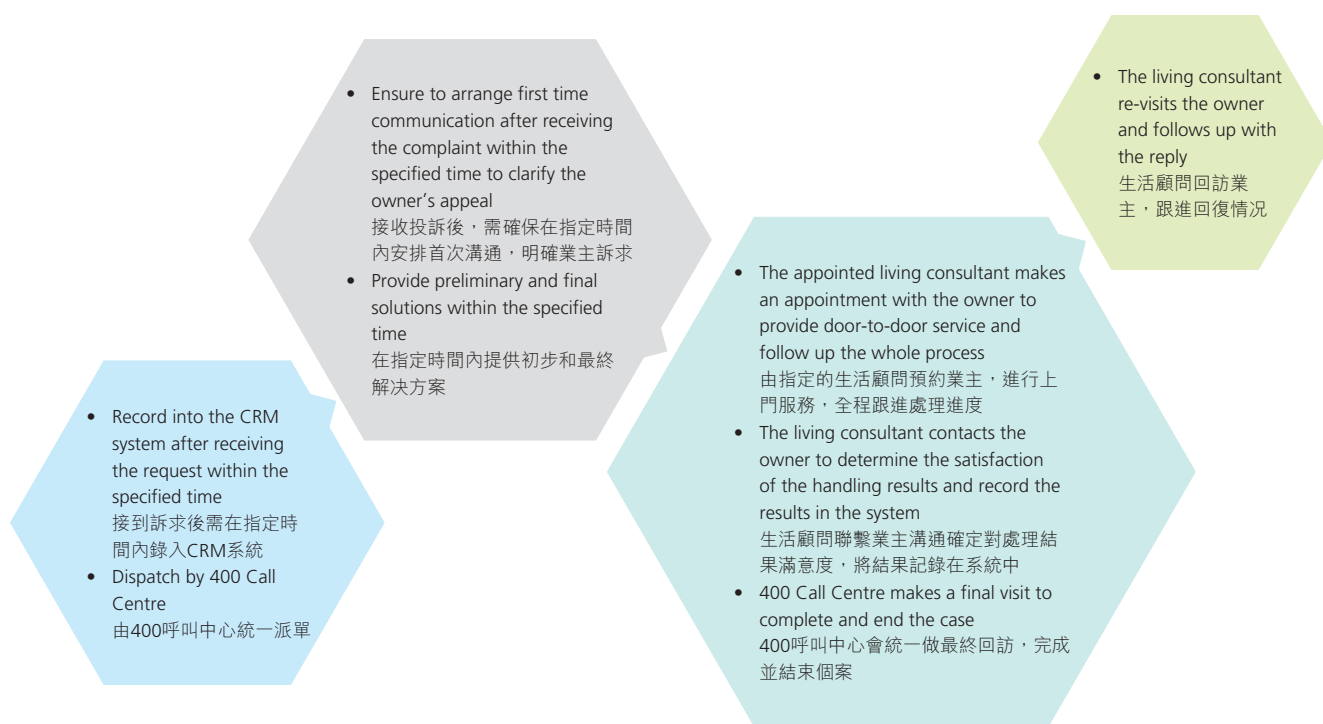 • Record into the CRM
system after receiving
the request within the
specified time
接到訴求後需在指定時
間內錄入CRM系統
• Dispatch by 400 Call
Centre
由400呼叫中心統一派單
• Ensure to arrange first time
communication after receiving
the complaint within the
specified time to clarify the
owner’s appeal
接收投訴後，需確保在指定時間
內安排首次溝通，明確業主訴求
• Provide preliminary and final
solutions within the specified
time
在指定時間內提供初步和最終
解決方案
• The appointed living consultant makes
an appointment with the owner to
provide door-to-door service and
follow up the whole process
由指定的生活顧問預約業主，進行上
門服務，全程跟進處理進度
• The living consultant contacts the
owner to determine the satisfaction
of the handling results and record the
results in the system
生活顧問聯繫業主溝通確定對處理結
果滿意度，將結果記錄在系統中
• 400 Call Centre makes a final visit to
complete and end the case
400呼叫中心會統一做最終回訪，完成
並結束個案
• The living consultant
re-visits the owner
and follows up with
the reply
生活顧問回訪業
主，跟進回復情況